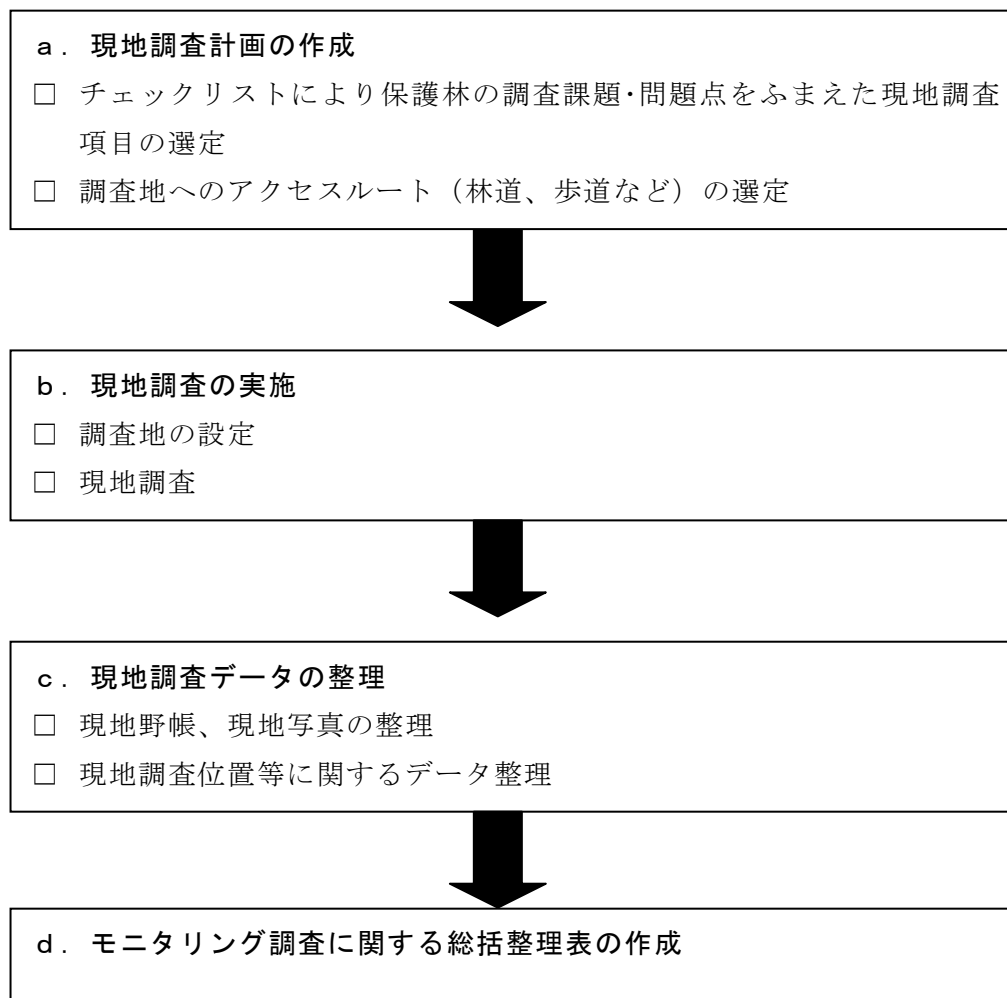 a．現地調査計画の作成
□ チェックリストにより保護林の調査課題･問題点をふまえた現地調査
項目の選定
□ 調査地へのアクセスルート（林道、歩道など）の選定
b．現地調査の実施
□ 調査地の設定
□ 現地調査
c．現地調査データの整理
□ 現地野帳、現地写真の整理
□ 現地調査位置等に関するデータ整理
d．モニタリング調査に関する総括整理表の作成